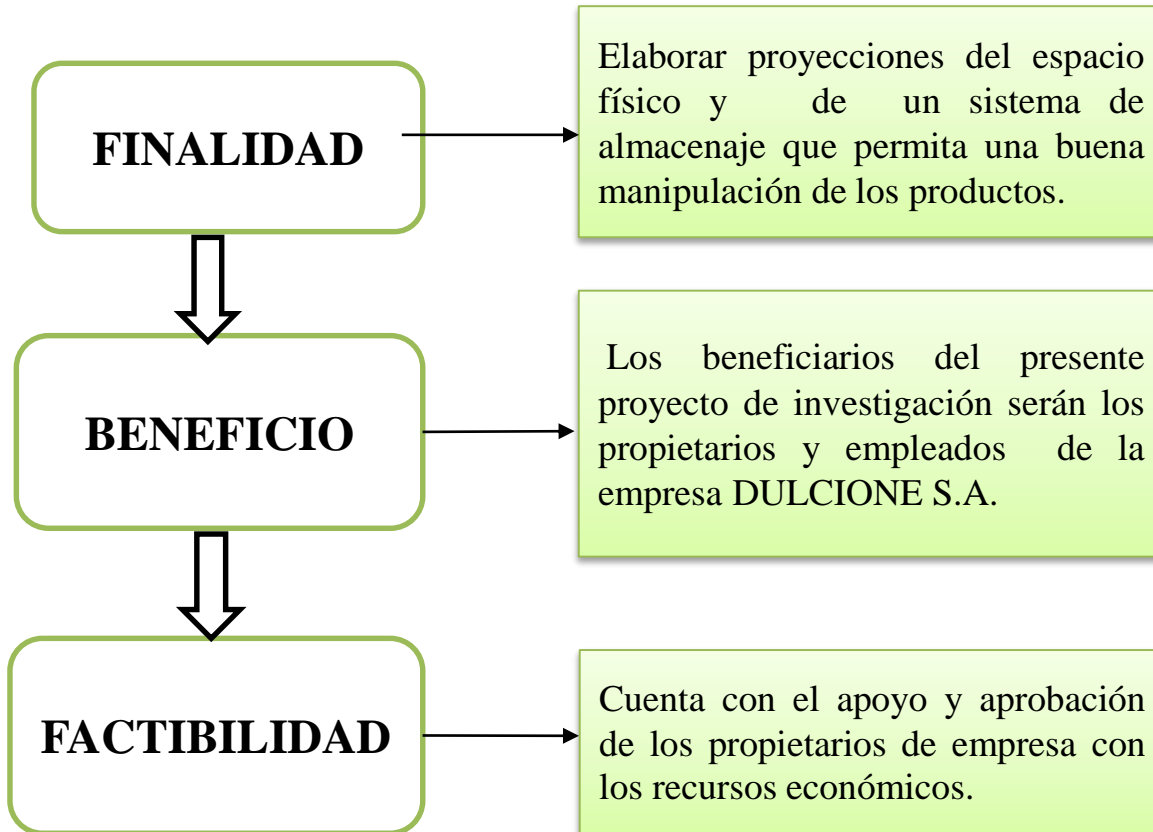 FINALIDAD
Elaborar proyecciones del espacio
físico y de un sistema de
almacenaje que permita una buena
manipulación de los productos.
BENEFICIO
Los beneficiarios del presente
proyecto de investigación serán los
propietarios y empleados de la
empresa DULCIONE S.A.
FACTIBILIDAD
Cuenta con el apoyo y aprobación
de los propietarios de empresa con
los recursos económicos.